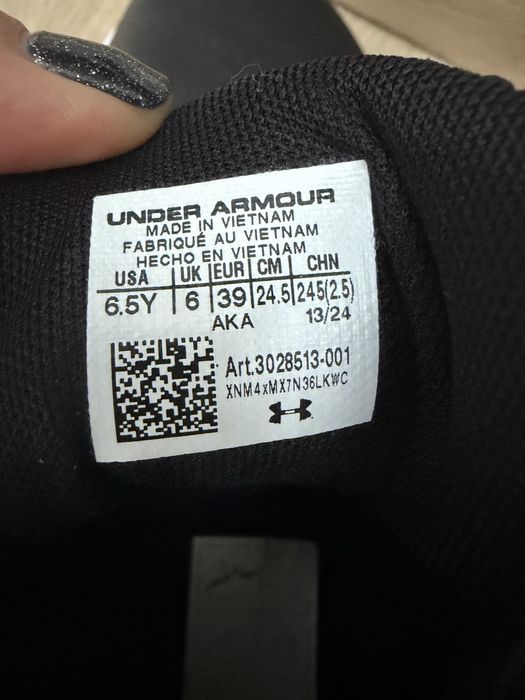 UNDER ARMOUR
MADE IN VIETNAM
FABRIQUÉ AU VIETNAM
HECHO EN VIETNAM
USA UK EUR CM CHN
6.5Y 6 39 24.5 245(2.5)
AKA 13/24
Art.3028513-001
XNM4xMX7N36LKWC